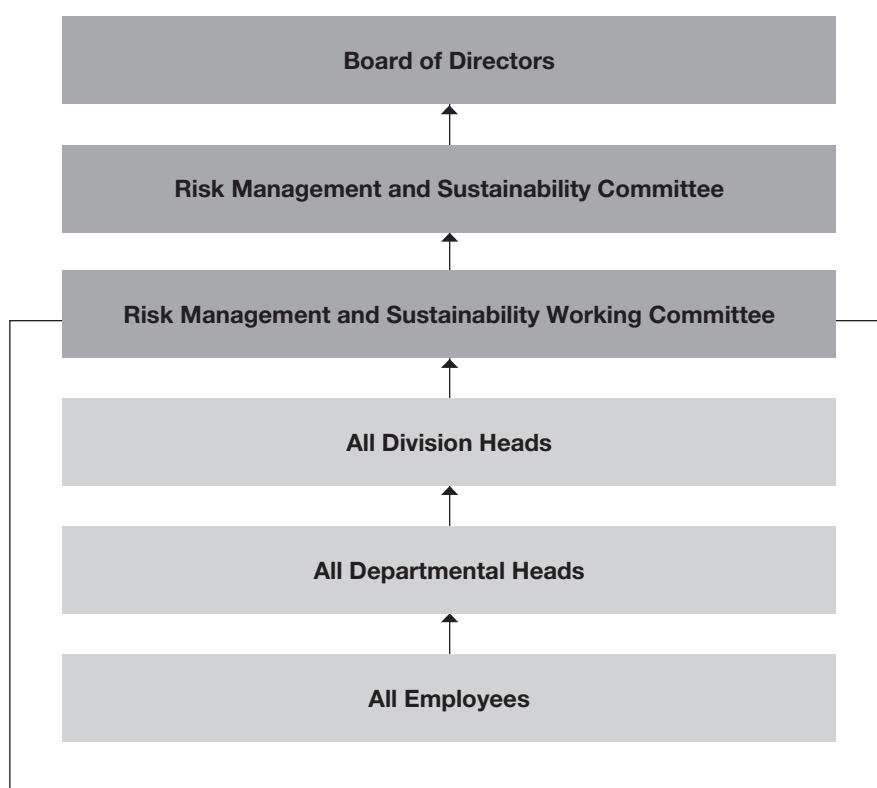 Board of Directors
Risk Management and Sustainability Committee
Risk Management and Sustainability Working Committee
All Division Heads
All Departmental Heads
All Employees